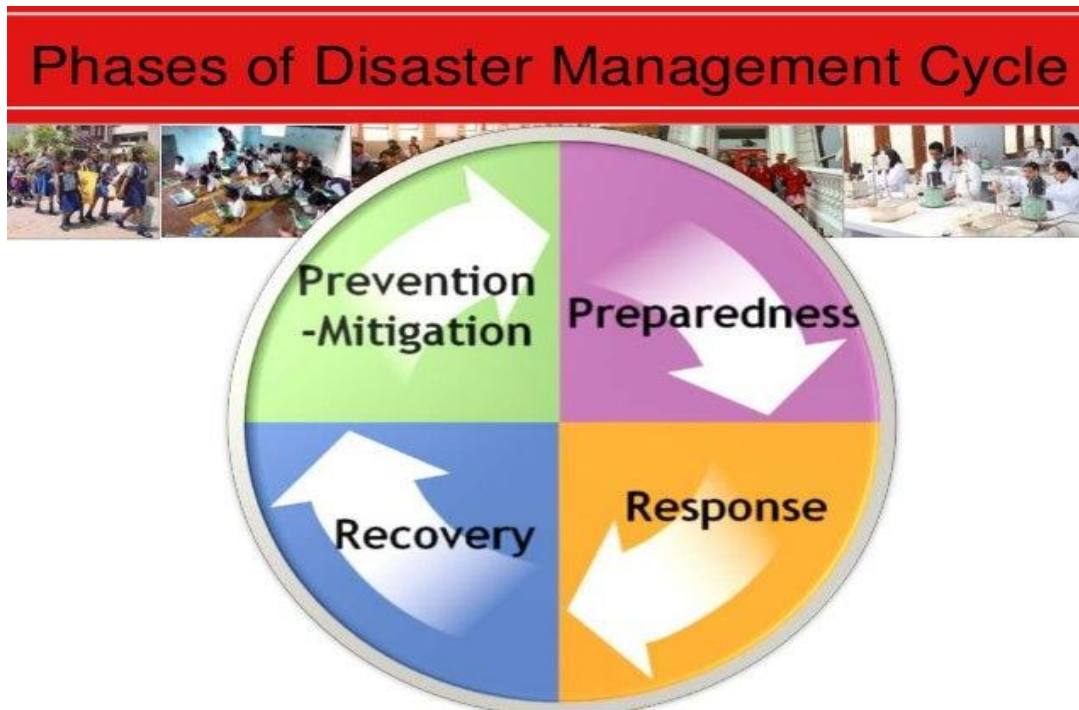 Phases of Disaster Management Cycle
Prevention
-Mitigation
Preparedness
Recovery
Response